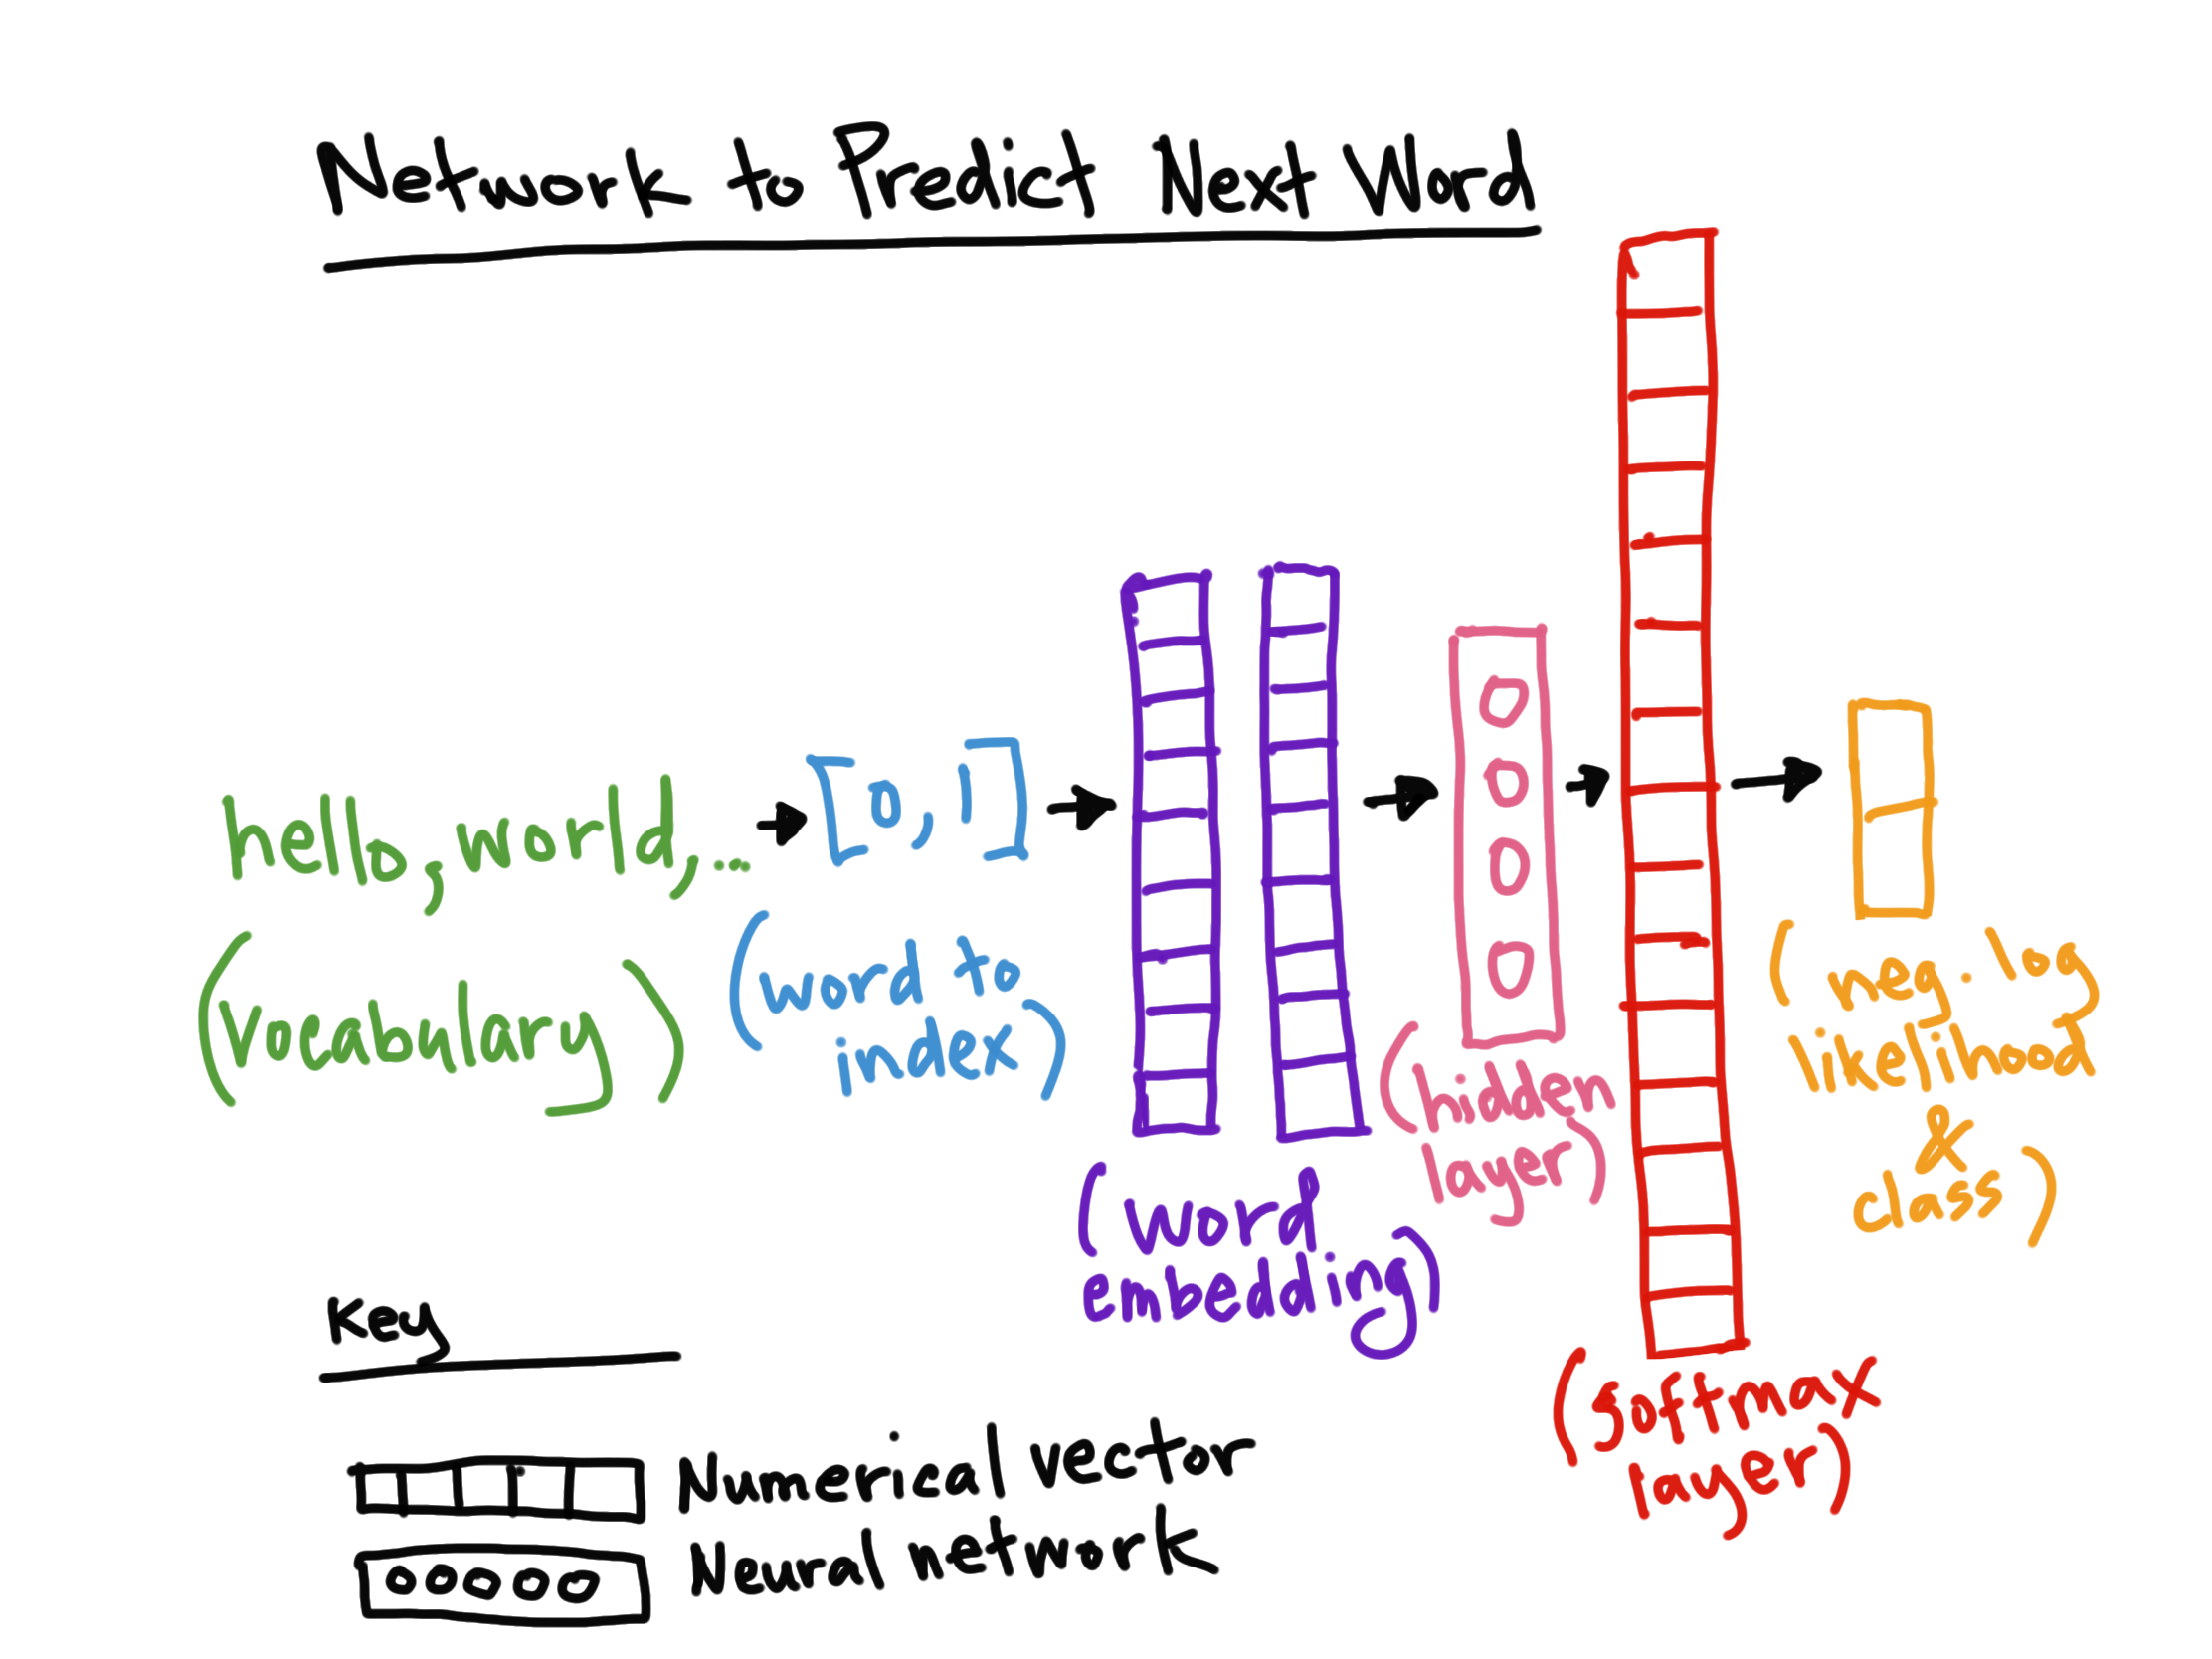 Network to Predict Next Word
hello, world, ...
[0, 1]
(Vocabulary)
(word to
index)
(word
embedding)
(hidden
layer)
(softmax
layer)
(neg. log
likelihood
&
class)
Key
Numerical vector
Neural network